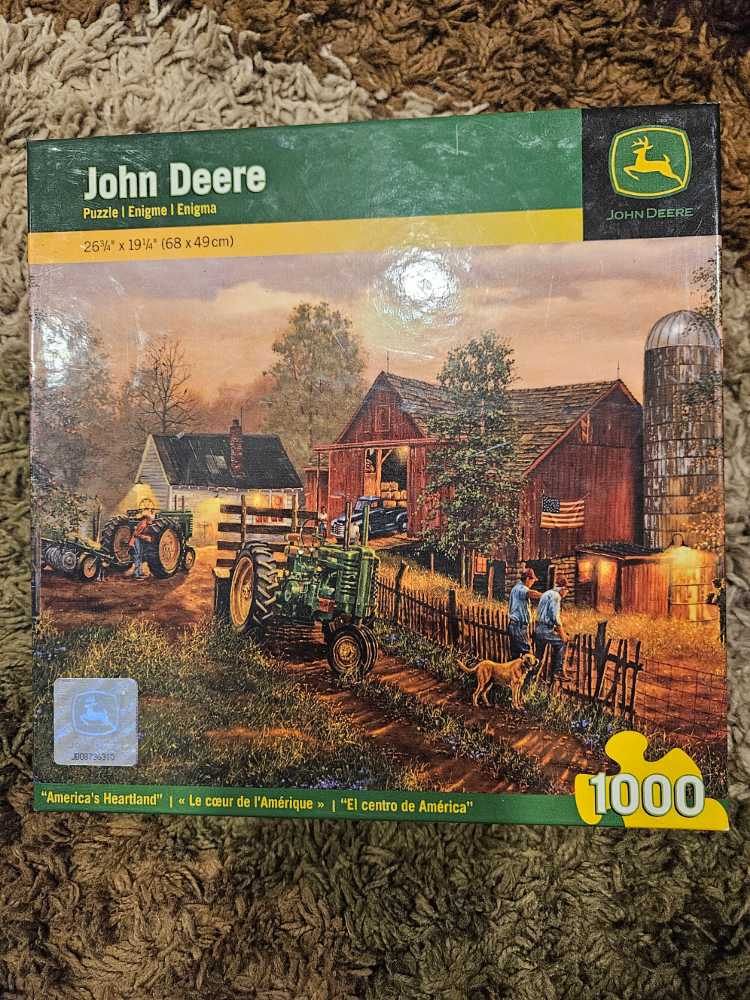 John Deere
Puzzle | Enigme | Enigma
26¾" x 19¼" (68 x 49cm)
JOHN DEERE
"America's Heartland" | « Le cœur de l'Amérique » | "El centro de América"
1000